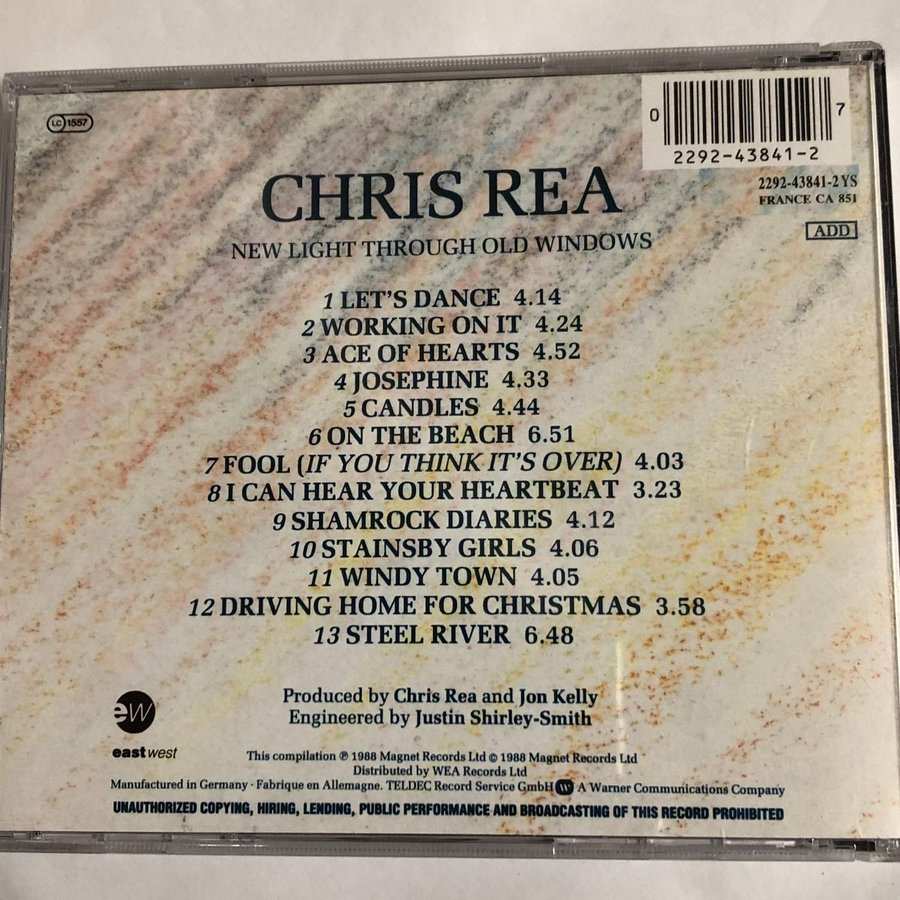 LC 1557
0 7
2292-43841-2
2292-43841-2 YS
FRANCE CA 851
ADD
CHRIS REA
NEW LIGHT THROUGH OLD WINDOWS
1 LET'S DANCE 4.14
2 WORKING ON IT 4.24
3 ACE OF HEARTS 4.52
4 JOSEPHINE 4.33
5 CANDLES 4.44
6 ON THE BEACH 6.51
7 FOOL (IF YOU THINK IT'S OVER) 4.03
8 I CAN HEAR YOUR HEARTBEAT 3.23
9 SHAMROCK DIARIES 4.12
10 STAINSBY GIRLS 4.06
11 WINDY TOWN 4.05
12 DRIVING HOME FOR CHRISTMAS 3.58
13 STEEL RIVER 6.48
Produced by Chris Rea and Jon Kelly
Engineered by Justin Shirley-Smith
ew
eastwest
This compilation ℗ 1988 Magnet Records Ltd © 1988 Magnet Records Ltd
Distributed by WEA Records Ltd
Manufactured in Germany · Fabrique en Allemagne. TELDEC Record Service GmbH W A Warner Communications Company
UNAUTHORIZED COPYING, HIRING, LENDING, PUBLIC PERFORMANCE AND BROADCASTING OF THIS RECORD PROHIBITED